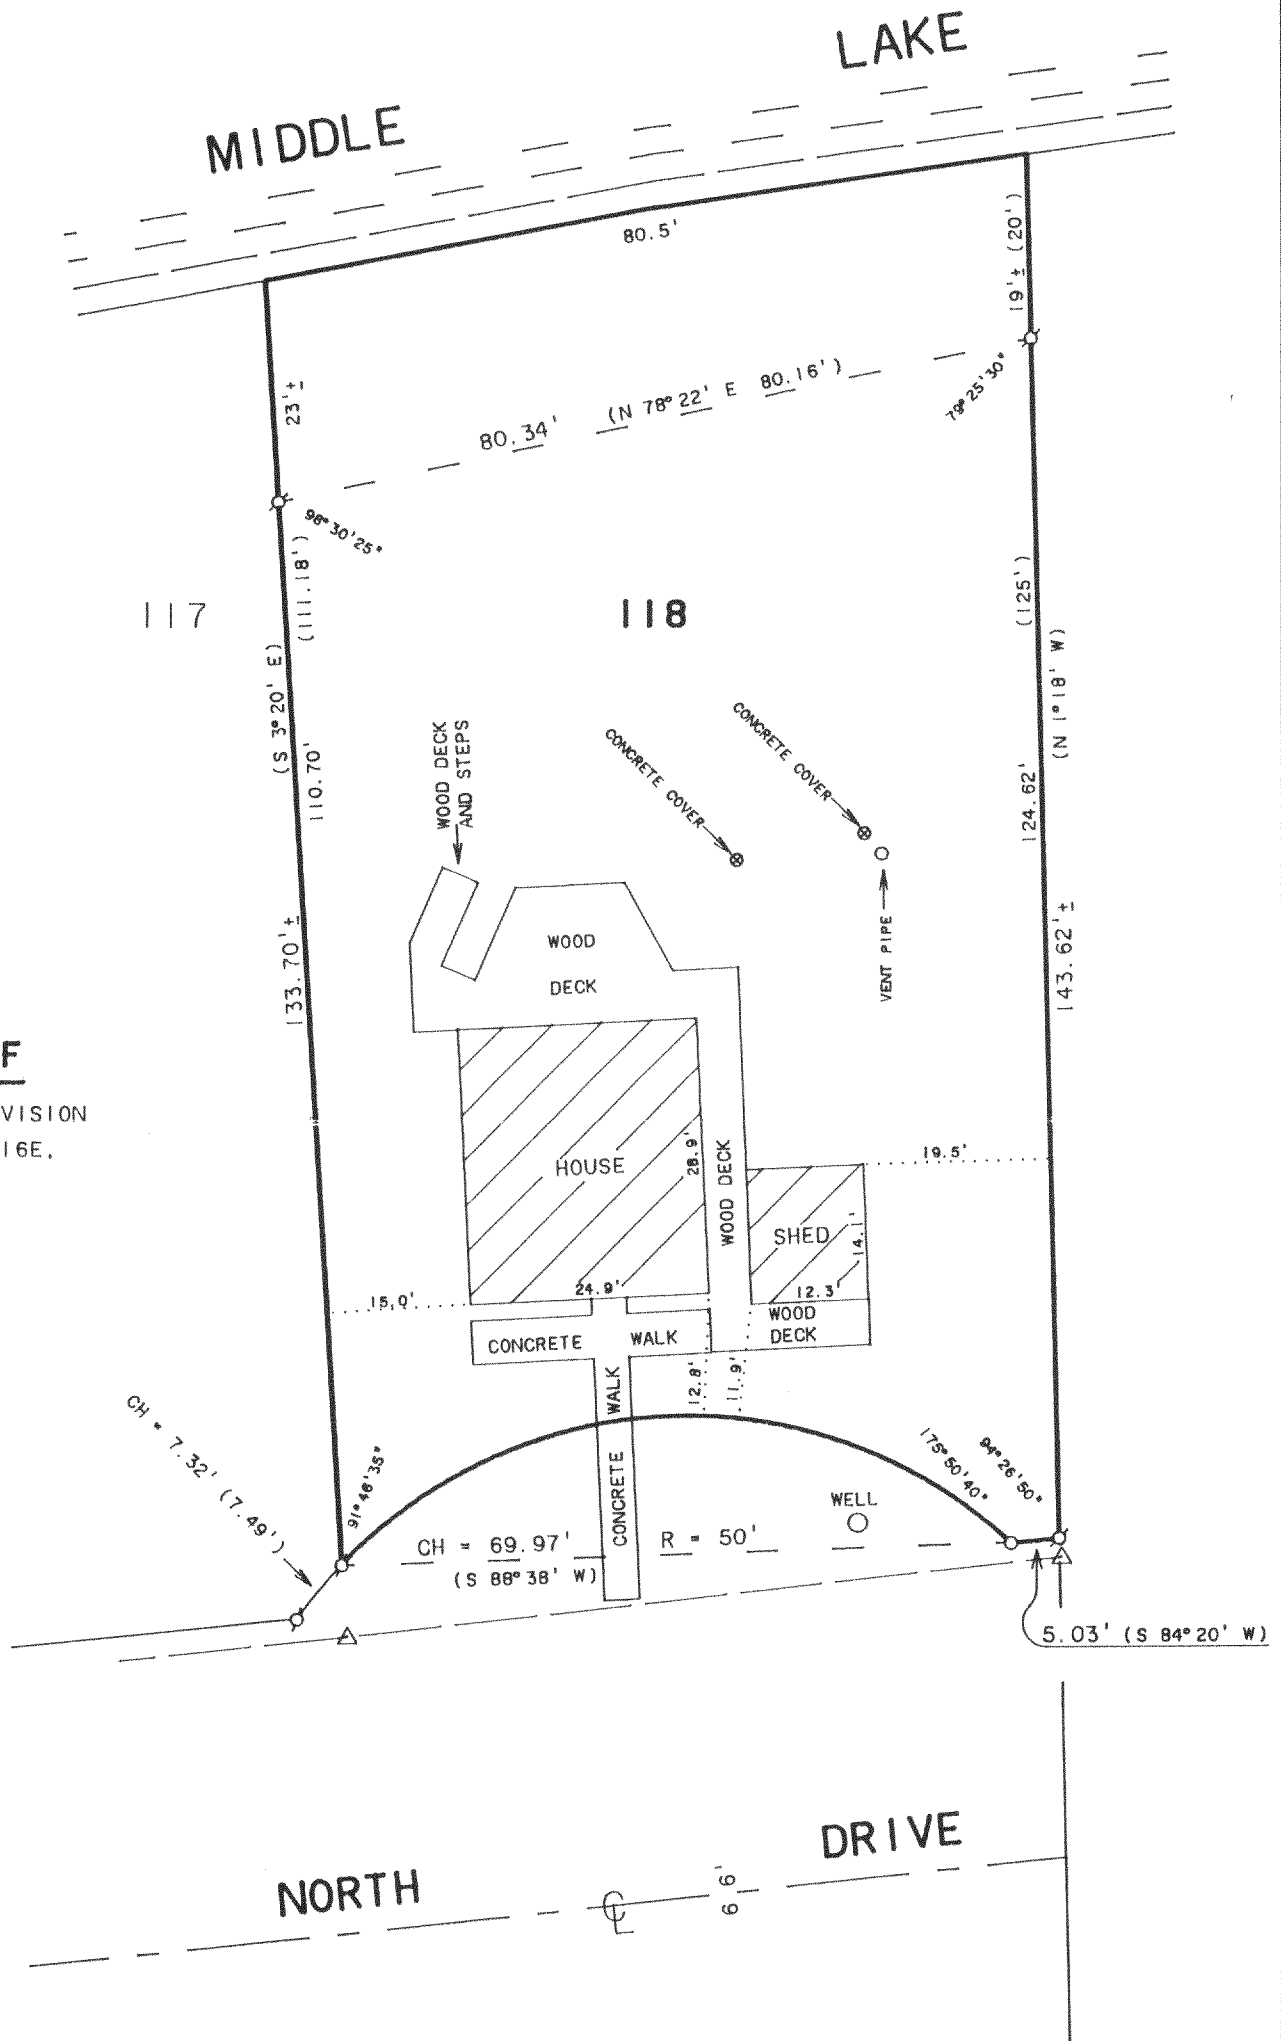 MIDDLE LAKE
80.5'
19'± (20')
23'±
80.34' (N 78°22' E 80.16')
79°25'30"
98°30'25"
(111.18')
(125')
117
118
(S 3°20' E)
(N 1°18' W)
110.70'
124.62'
WOOD DECK
AND STEPS
CONCRETE COVER
CONCRETE COVER
133.70'±
143.62'±
VENT PIPE
WOOD
DECK
F
VISION
16E,
HOUSE
28.9'
WOOD DECK
19.5'
SHED
14.1'
24.9'
12.3'
15.0'
WOOD
DECK
CONCRETE WALK
12.8'
11.9'
CONCRETE WALK
CH = 7.32' (7.49')
91°46'35"
175°50'40"
94°26'50"
WELL
CH = 69.97' R = 50'
(S 88°38' W)
5.03' (S 84°20' W)
NORTH DRIVE
CL
66'